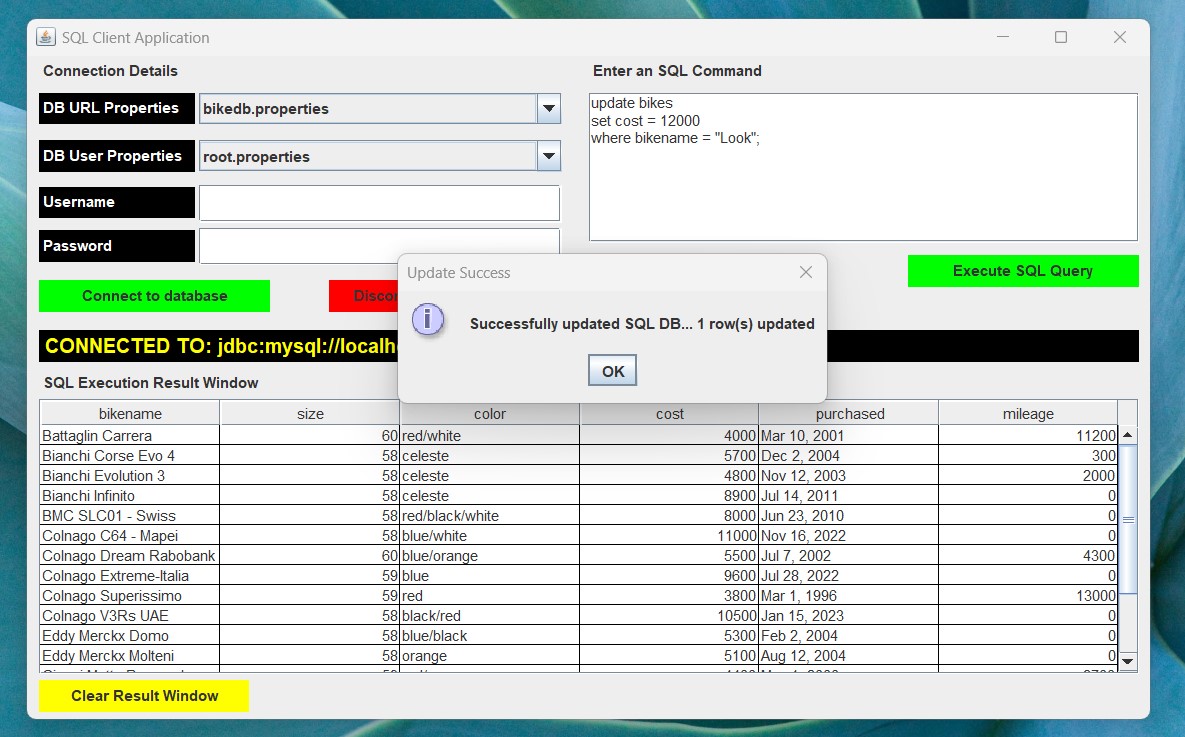 SQL Client Application
Connection Details
Enter an SQL Command
DB URL Properties bikedb.properties
update bikes
set cost = 12000
where bikename = "Look";
DB User Properties root.properties
Username
Password
Update Success
Execute SQL Query
Connect to database
Successfully updated SQL DB... 1 row(s) updated
OK
CONNECTED TO: jdbc:mysql://localh
SQL Execution Result Window
bikename size color cost purchased mileage
Battaglin Carrera 60 red/white 4000 Mar 10, 2001 11200
Bianchi Corse Evo 4 58 celeste 5700 Dec 2, 2004 300
Bianchi Evolution 3 58 celeste 4800 Nov 12, 2003 2000
Bianchi Infinito 58 celeste 8900 Jul 14, 2011 0
BMC SLC01 - Swiss 58 red/black/white 8000 Jun 23, 2010 0
Colnago C64 - Mapei 58 blue/white 11000 Nov 16, 2022 0
Colnago Dream Rabobank 60 blue/orange 5500 Jul 7, 2002 4300
Colnago Extreme-Italia 59 blue 9600 Jul 28, 2022 0
Colnago Superissimo 59 red 3800 Mar 1, 1996 13000
Colnago V3Rs UAE 58 black/red 10500 Jan 15, 2023 0
Eddy Merckx Domo 58 blue/black 5300 Feb 2, 2004 0
Eddy Merckx Molteni 58 orange 5100 Aug 12, 2004 0
Clear Result Window